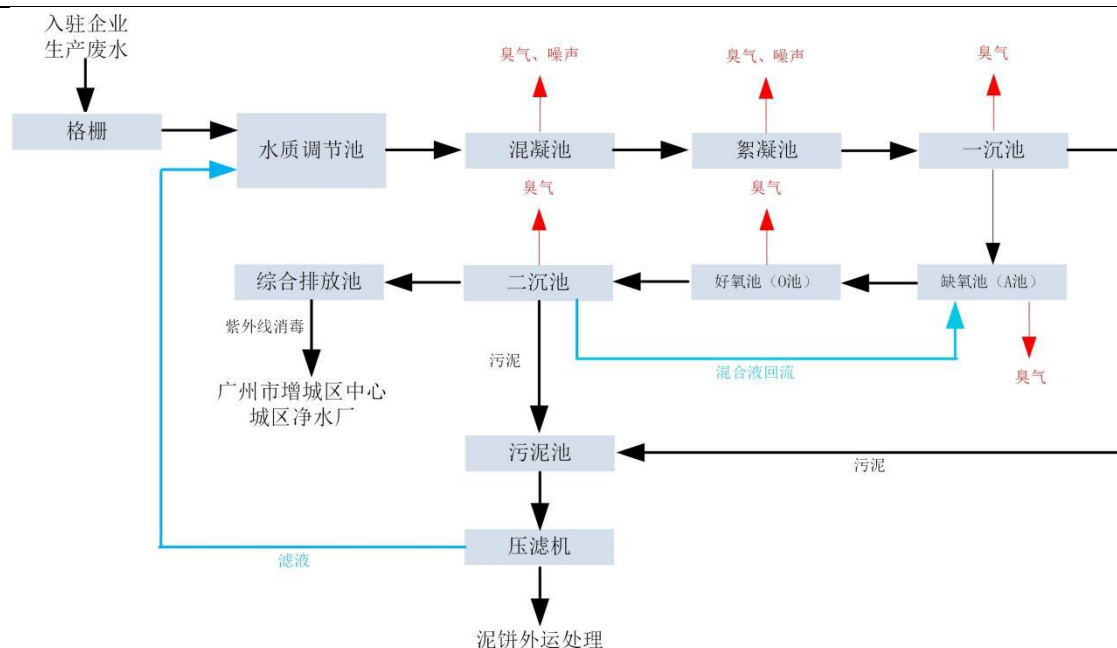 入驻企业
生产废水
臭气、噪声
臭气、噪声
臭气
格栅
水质调节池
混凝池
絮凝池
一沉池
臭气
臭气
综合排放池
二沉池
好氧池（O池）
缺氧池（A池）
紫外线消毒
污泥
混合液回流
臭气
广州市增城区中心
城区净水厂
污泥池
污泥
压滤机
滤液
泥饼外运处理